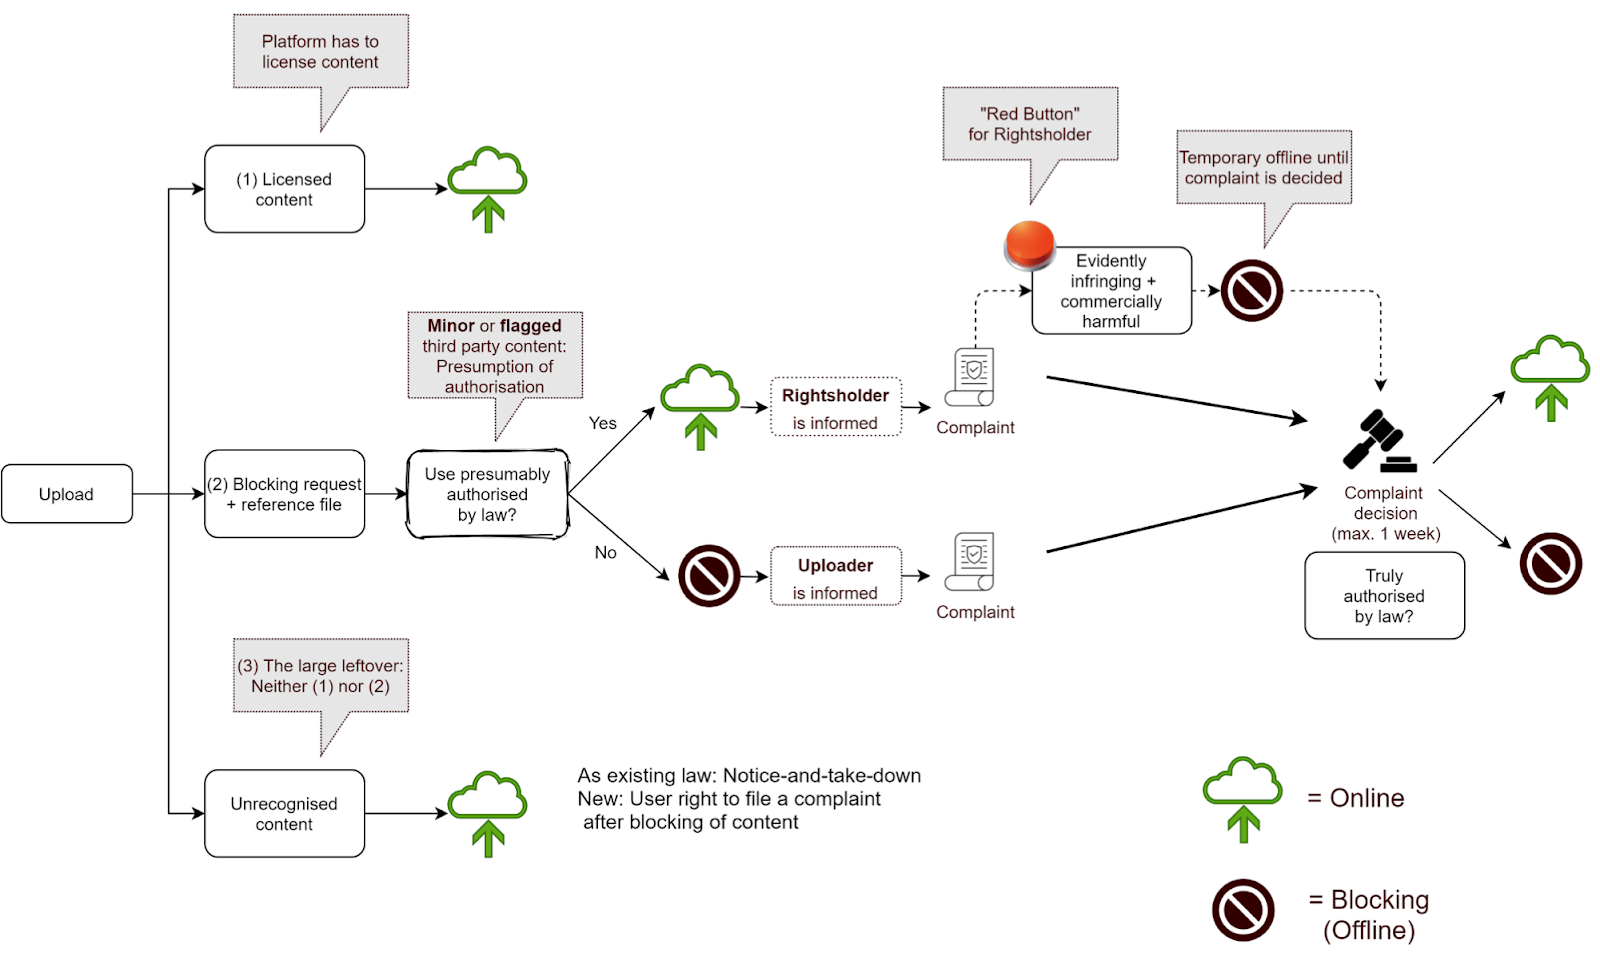 Platform has to
license content
(1) Licensed
content
"Red Button"
for Rightsholder
Temporary offline until
complaint is decided
Evidently
infringing +
commercially
harmful
Minor or flagged
third party content:
Presumption of
authorisation
Upload
(2) Blocking request
+ reference file
Use presumably
authorised
by law?
Yes
No
Rightsholder
is informed
Complaint
Uploader
is informed
Complaint
Complaint
decision
(max. 1 week)
Truly
authorised
by law?
(3) The large leftover:
Neither (1) nor (2)
Unrecognised
content
As existing law: Notice-and-take-down
New: User right to file a complaint
after blocking of content
= Online
= Blocking
(Offline)